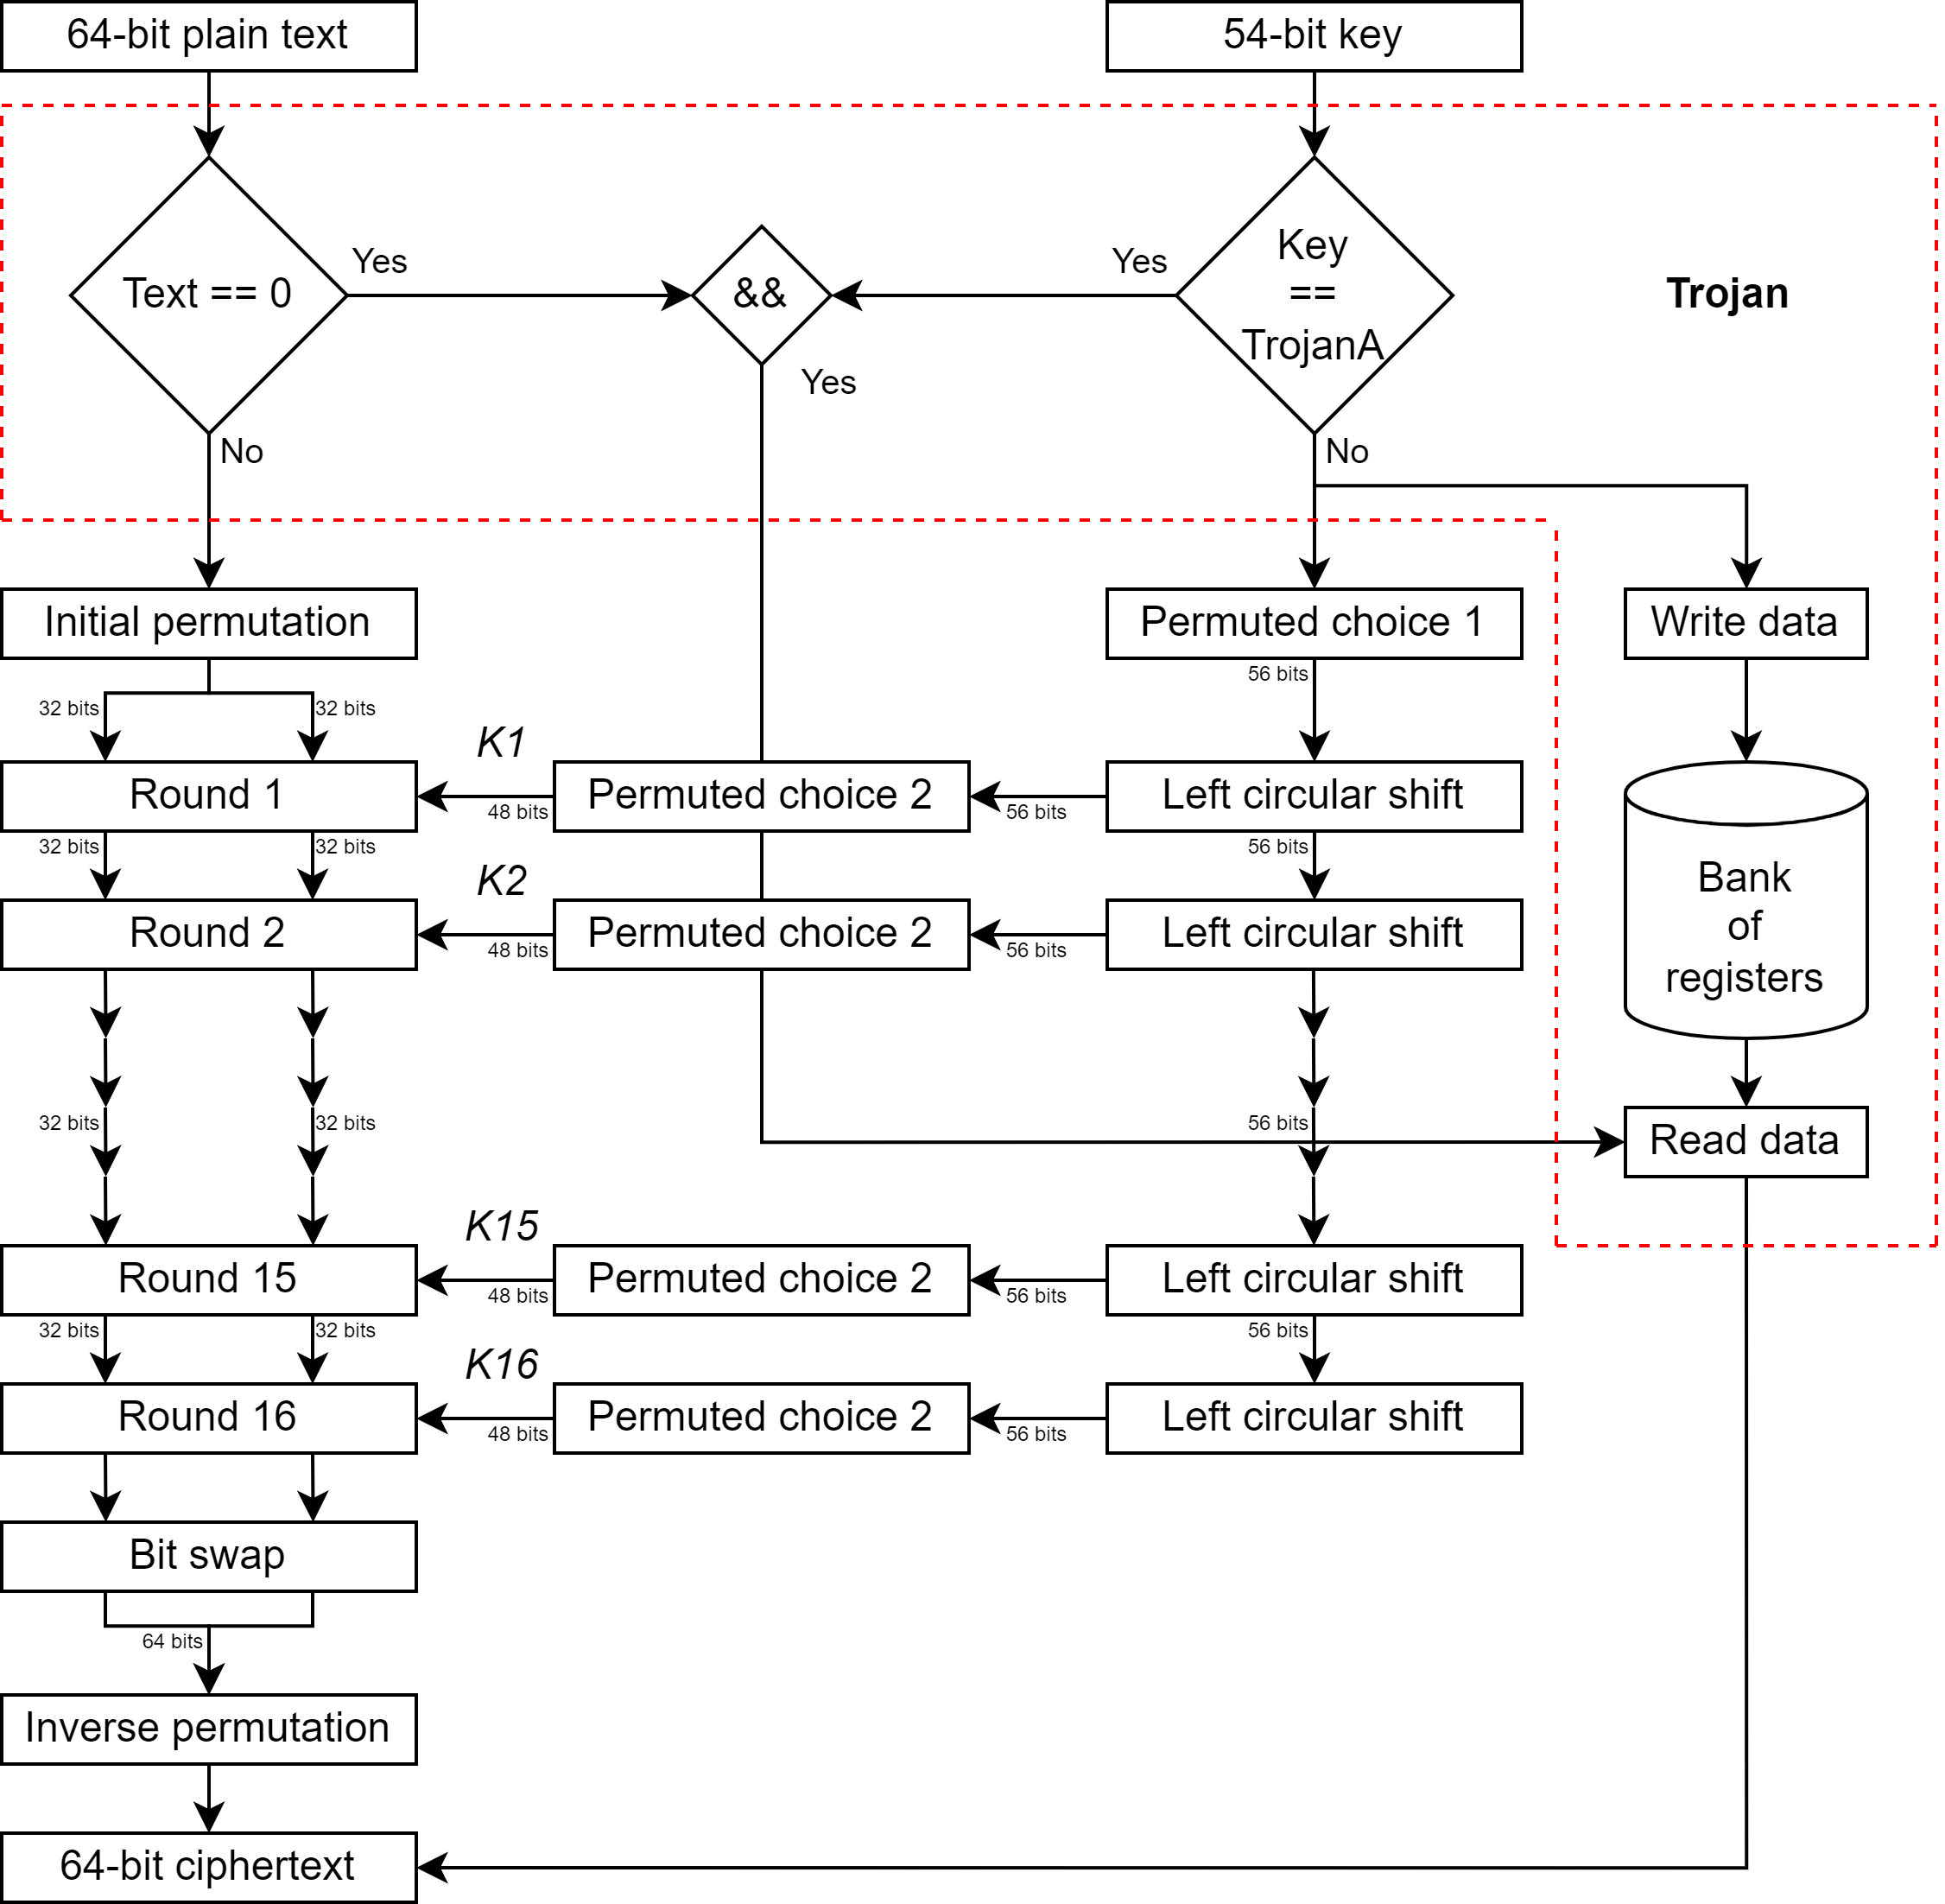 64-bit plain text
54-bit key
Text == 0
Yes
&&
Yes
Key
==
TrojanA
Trojan
Yes
No
No
Initial permutation
Permuted choice 1
Write data
56 bits
32 bits
32 bits
K1
Round 1
48 bits
Permuted choice 2
56 bits
Left circular shift
32 bits
32 bits
56 bits
K2
Round 2
48 bits
Permuted choice 2
56 bits
Left circular shift
Bank
of
registers
32 bits
32 bits
56 bits
Read data
K15
Round 15
48 bits
Permuted choice 2
56 bits
Left circular shift
32 bits
32 bits
56 bits
K16
Round 16
48 bits
Permuted choice 2
56 bits
Left circular shift
Bit swap
64 bits
Inverse permutation
64-bit ciphertext